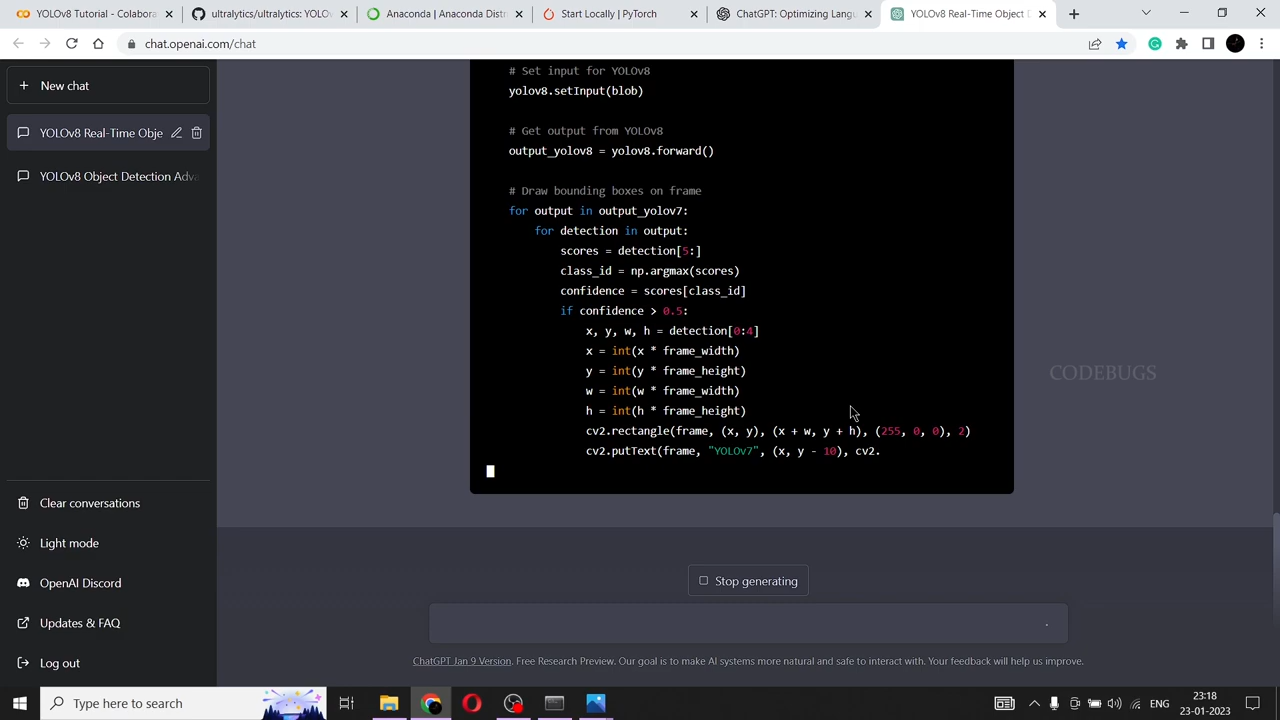 YOLOv8 Tutorial - Colabora
ultralytics/ultralytics: YOLO
Anaconda | Anaconda Distr
Start Locally | PyTorch
ChatGPT: Optimizing Lang
YOLOv8 Real-Time Object D
chat.openai.com/chat
New chat
YOLOv8 Real-Time Obje
YOLOv8 Object Detection Adva
# Set input for YOLOv8
yolov8.setInput(blob)
# Get output from YOLOv8
output_yolov8 = yolov8.forward()
# Draw bounding boxes on frame
for output in output_yolov7:
for detection in output:
scores = detection[5:]
class_id = np.argmax(scores)
confidence = scores[class_id]
if confidence > 0.5:
x, y, w, h = detection[0:4]
x = int(x * frame_width)
y = int(y * frame_height)
w = int(w * frame_width)
h = int(h * frame_height)
cv2.rectangle(frame, (x, y), (x + w, y + h), (255, 0, 0), 2)
cv2.putText(frame, "YOLOv7", (x, y - 10), cv2.
CODEBUGS
Clear conversations
Light mode
OpenAI Discord
Updates & FAQ
Log out
Stop generating
ChatGPT Jan 9 Version. Free Research Preview. Our goal is to make AI systems more natural and safe to interact with. Your feedback will help us improve.
Type here to search
ENG
23:18
23-01-2023